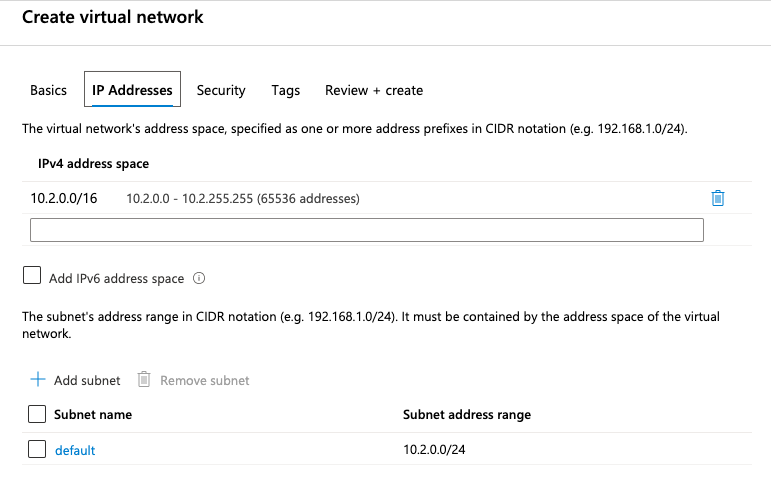 Create virtual network
Basics IP Addresses Security Tags Review + create
The virtual network's address space, specified as one or more address prefixes in CIDR notation (e.g. 192.168.1.0/24).
IPv4 address space
10.2.0.0/16 10.2.0.0 - 10.2.255.255 (65536 addresses)
Add IPv6 address space
The subnet's address range in CIDR notation (e.g. 192.168.1.0/24). It must be contained by the address space of the virtual
network.
Add subnet Remove subnet
Subnet name Subnet address range
default 10.2.0.0/24